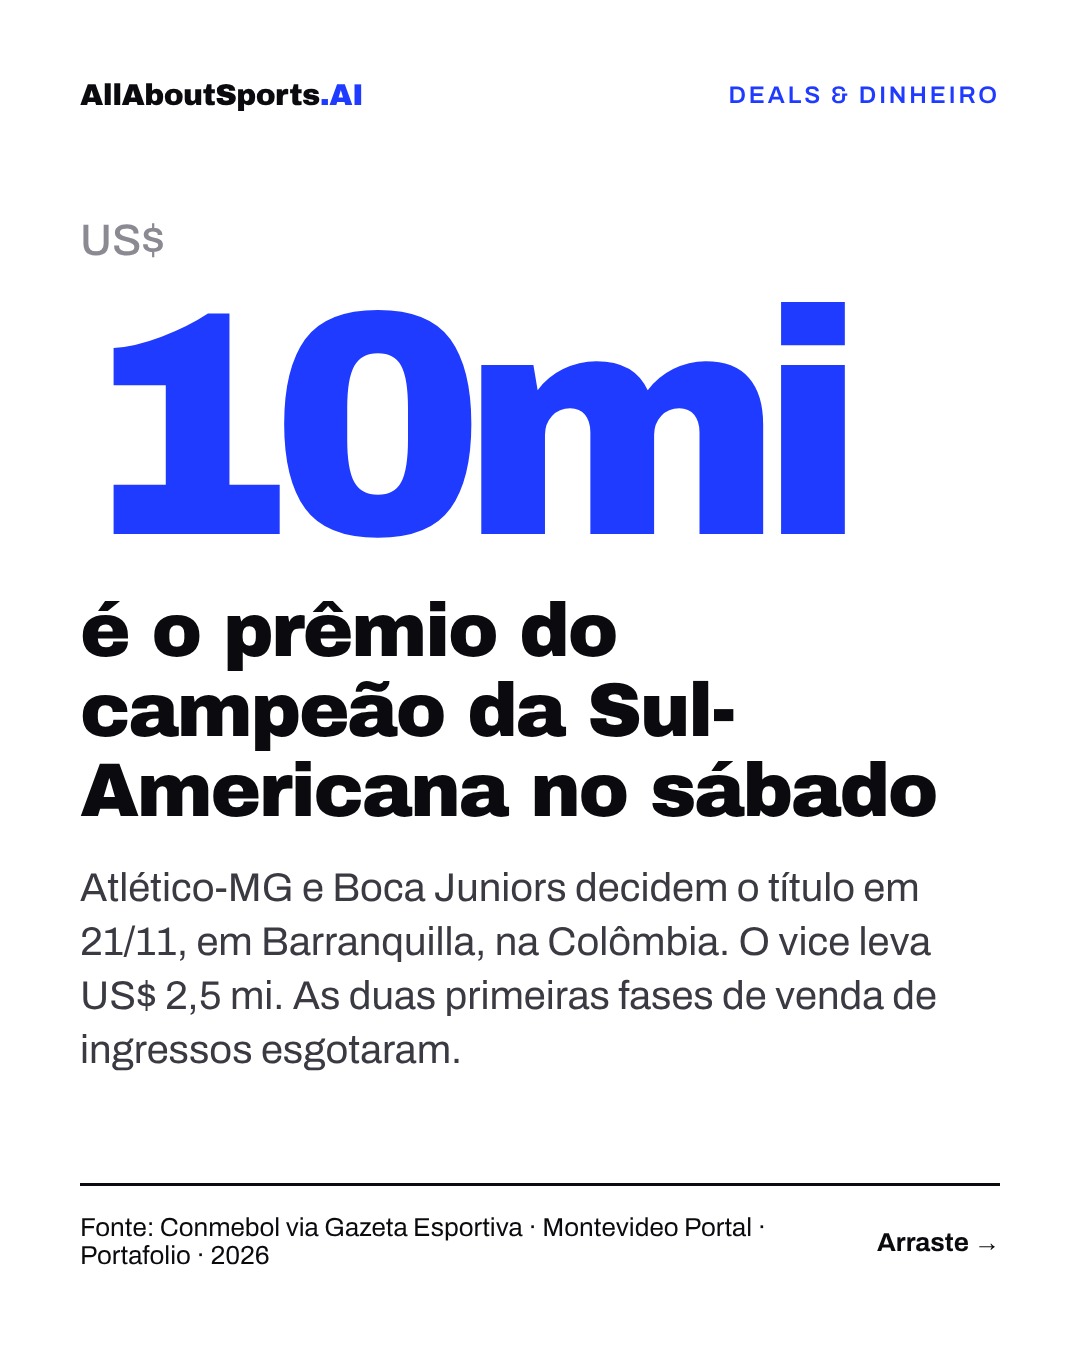 AllAboutSports.AI
DEALS & DINHEIRO
US$
10mi
é o prêmio do
campeão da Sul-
Americana no sábado
Atlético-MG e Boca Juniors decidem o título em
21/11, em Barranquilla, na Colômbia. O vice leva
US$ 2,5 mi. As duas primeiras fases de venda de
ingressos esgotaram.
Fonte: Conmebol via Gazeta Esportiva · Montevideo Portal ·
Portafolio · 2026
Arraste →